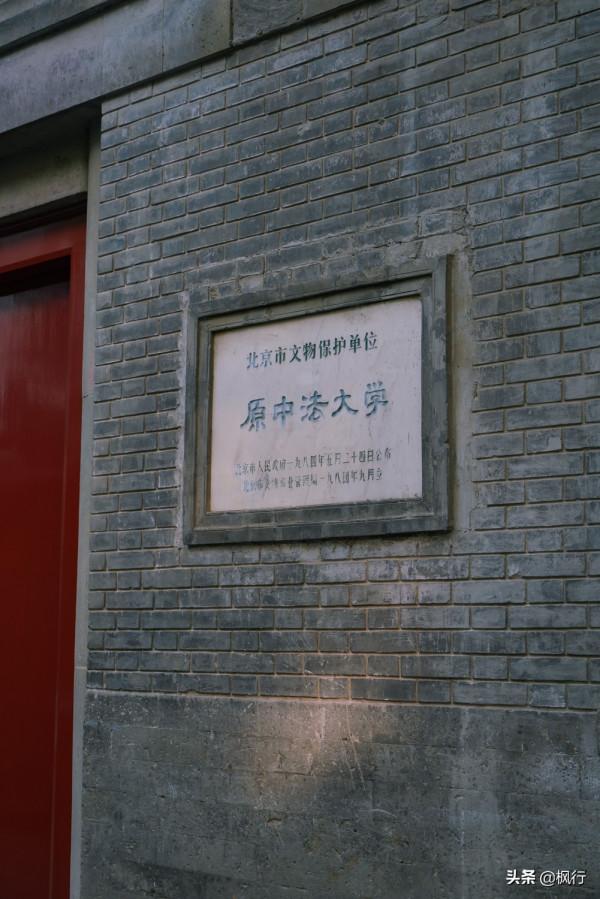 北京市文物保护单位
原中法大学
北京市人民政府一九八四年五月二十四日公布
北京市文物事业管理局一九八四年九月立
头条 @枫行